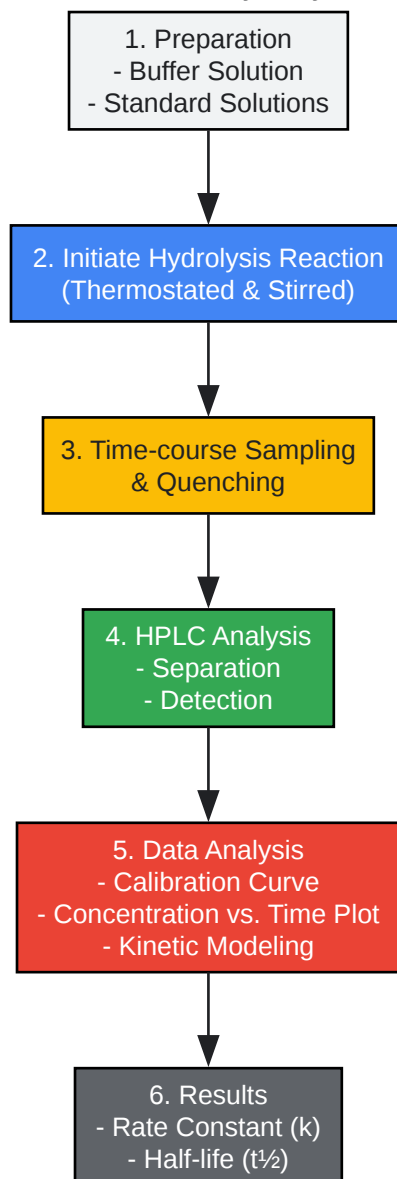 1. Preparation
- Buffer Solution
- Standard Solutions
2. Initiate Hydrolysis Reaction
(Thermostated & Stirred)
3. Time-course Sampling
& Quenching
4. HPLC Analysis
- Separation
- Detection
5. Data Analysis
- Calibration Curve
- Concentration vs. Time Plot
- Kinetic Modeling
6. Results
- Rate Constant (k)
- Half-life (t½)